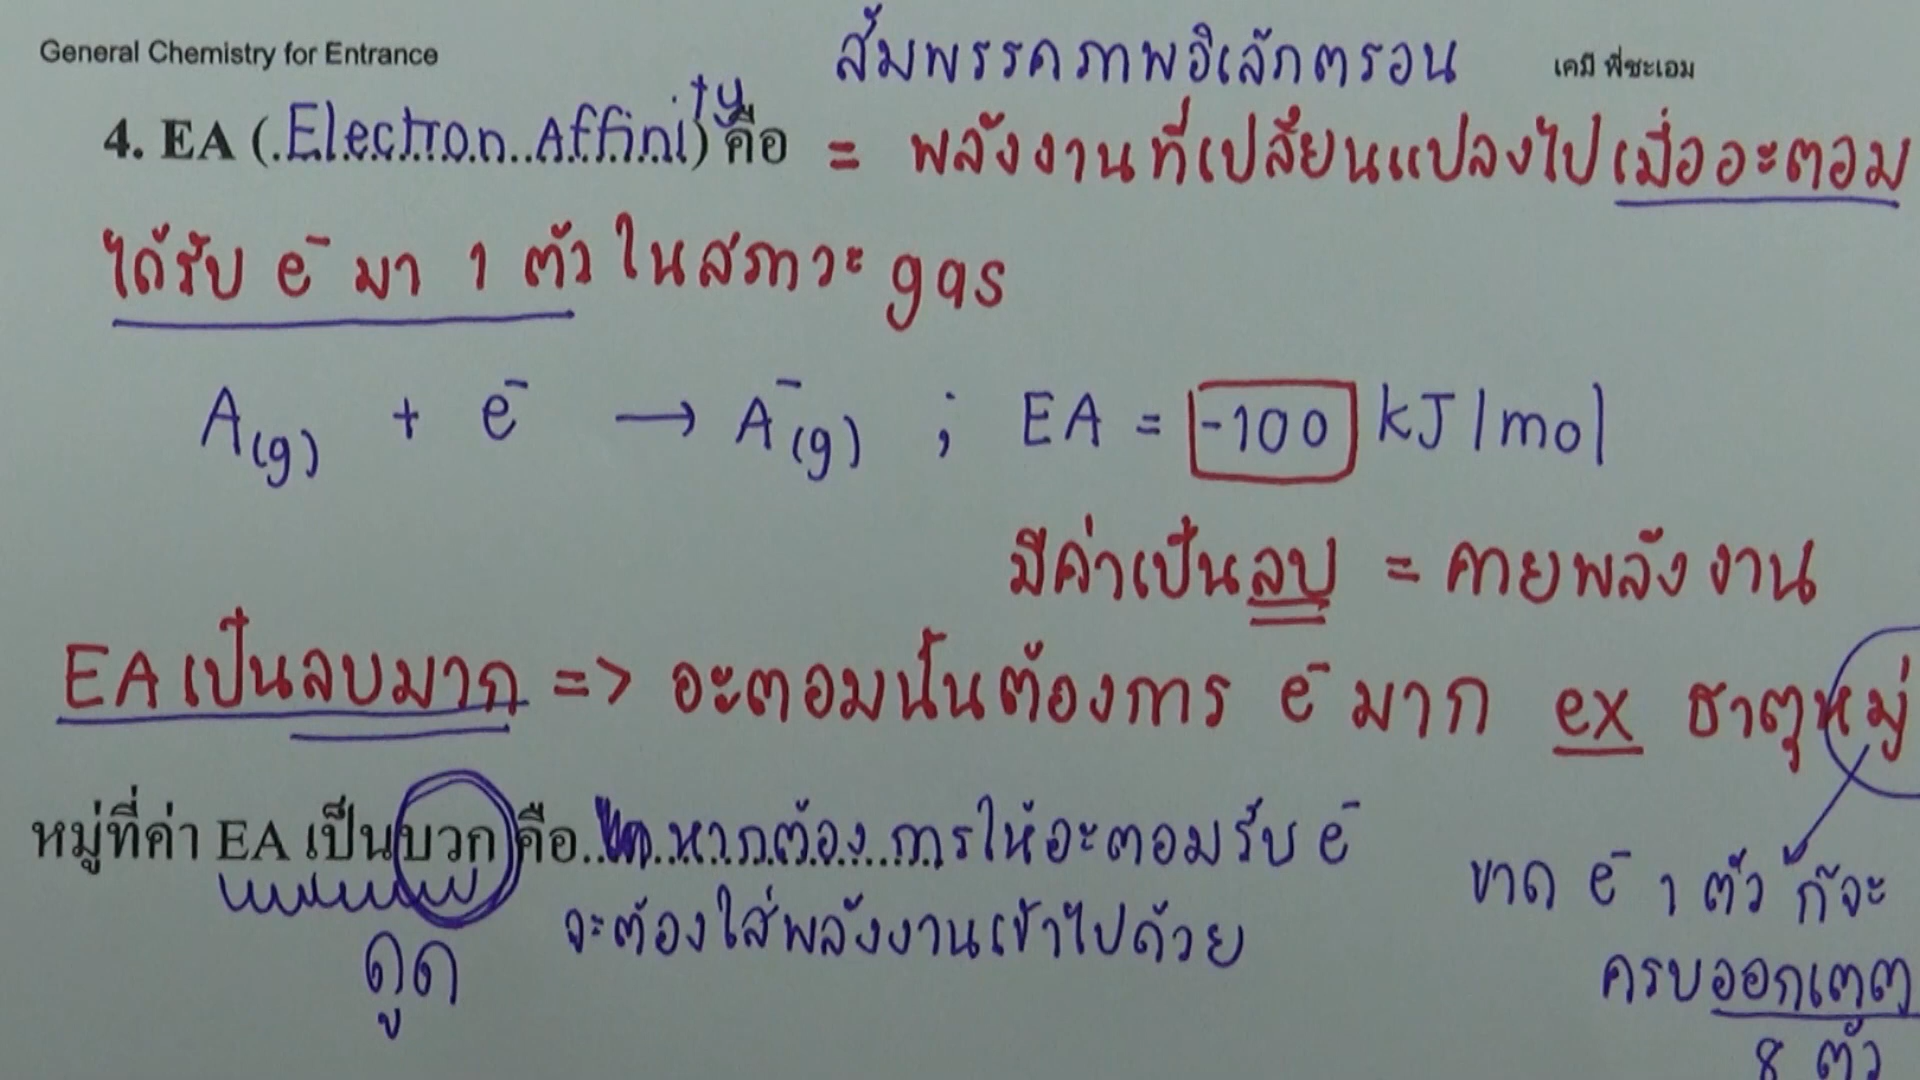 General Chemistry for Entrance
สัมพรรคภาพอิเล็กตรอน
เคมี พี่ชะเอม
4. EA (.Electron Affinity) คือ = พลังงานที่เปลี่ยนแปลงไปเมื่ออะตอม
ได้รับ e⁻ มา 1 ตัว ในสภาวะ gas
A(g) + e⁻ → A⁻(g) ; EA = -100 kJ/mol
มีค่าเป็นลบ = คายพลังงาน
EA เป็นลบมาก => อะตอมนั้นต้องการ e⁻ มาก ex ธาตุหมู่
หมู่ที่ค่า EA เป็นบวก คือ หากต้องการให้อะตอมรับ e⁻
จะต้องใส่พลังงานเข้าไปด้วย
ดูด
ขาด e⁻ 1 ตัว ก็จะ
ครบออกเตต
8 ตัว